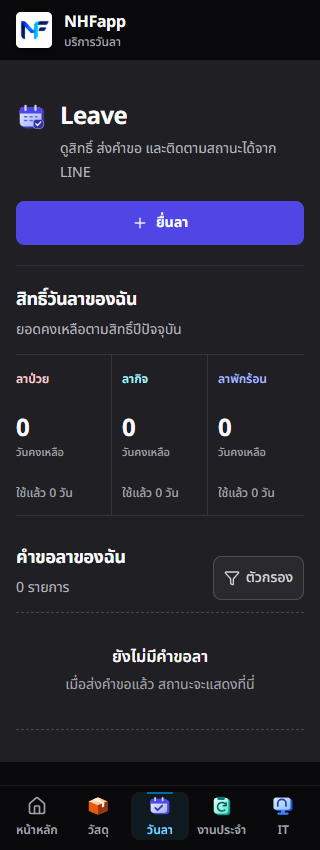 NHFapp
บริการวันลา
Leave
ดูสิทธิ์ ส่งคำขอ และติดตามสถานะได้จาก
LINE
ยื่นลา
สิทธิ์วันลาของฉัน
ยอดคงเหลือตามสิทธิ์ปีปัจจุบัน
ลาป่วย ลากิจ ลาพักร้อน
0 0 0
วันคงเหลือ วันคงเหลือ วันคงเหลือ
ใช้แล้ว 0 วัน ใช้แล้ว 0 วัน ใช้แล้ว 0 วัน
คำขอลาของฉัน
0 รายการ
ตัวกรอง
ยังไม่มีคำขอลา
เมื่อส่งคำขอแล้ว สถานะจะแสดงที่นี่
หน้าหลัก วัสดุ วันลา งานประจำ IT